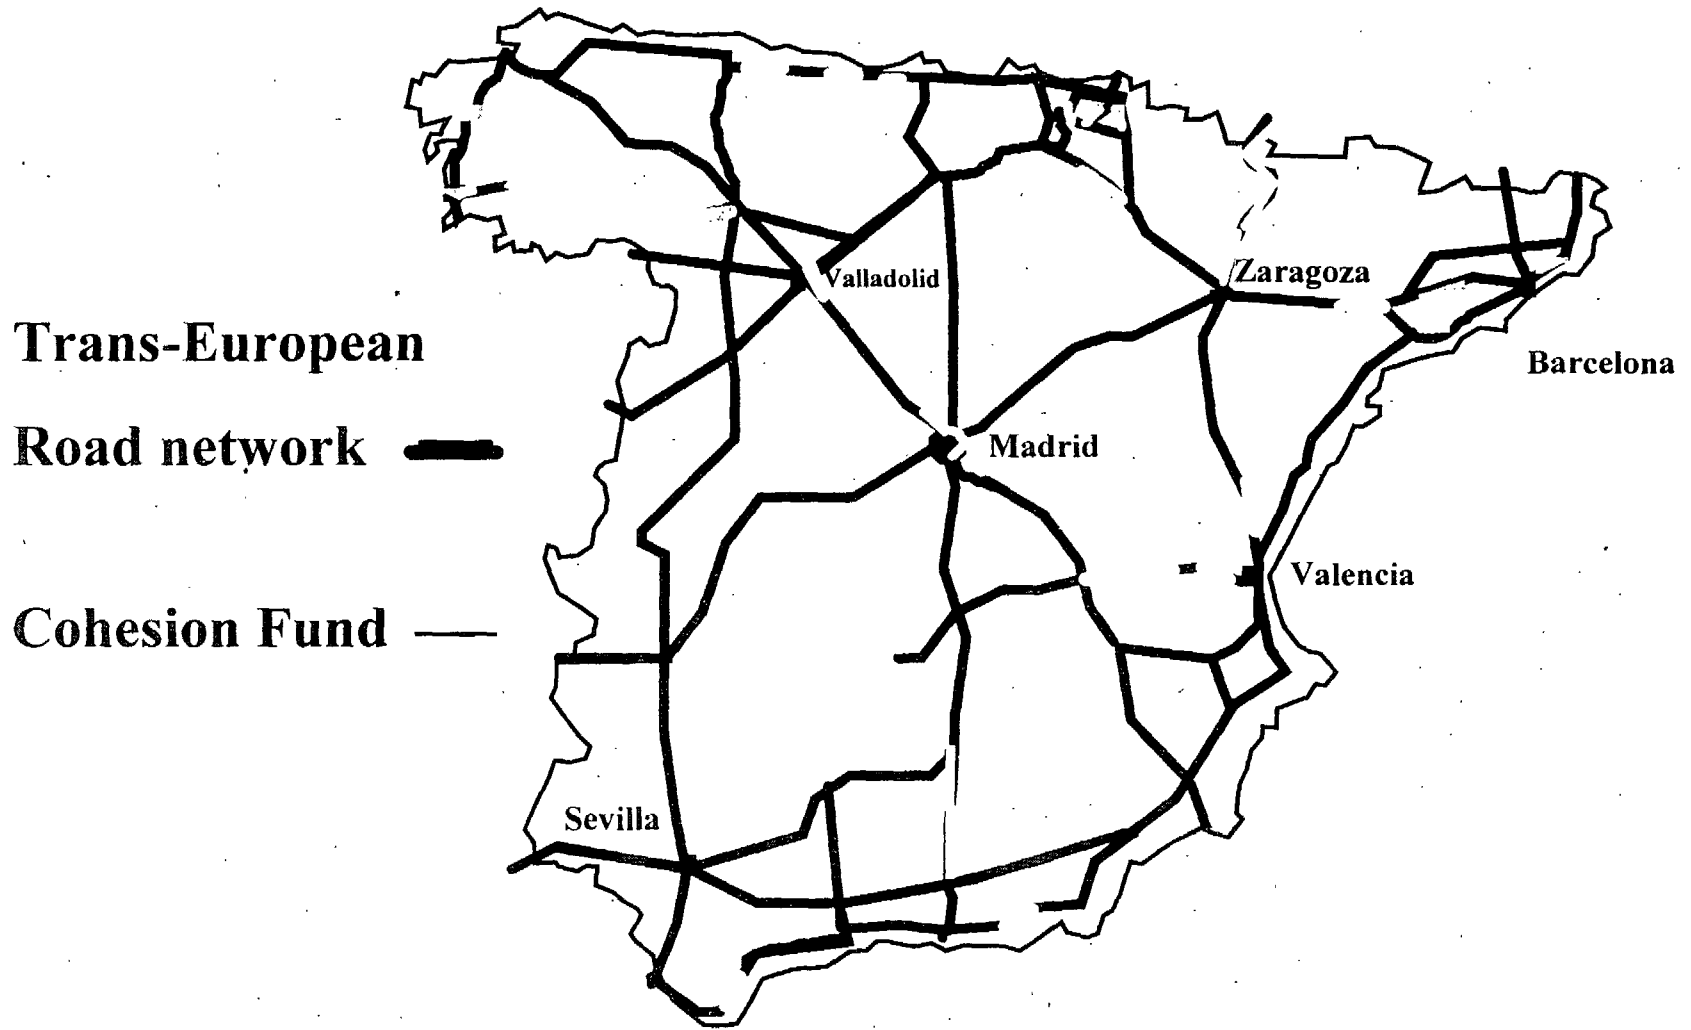 Valladolid
Zaragoza
Trans-European
Barcelona
Road network
Madrid
Valencia
Cohesion Fund
Sevilla